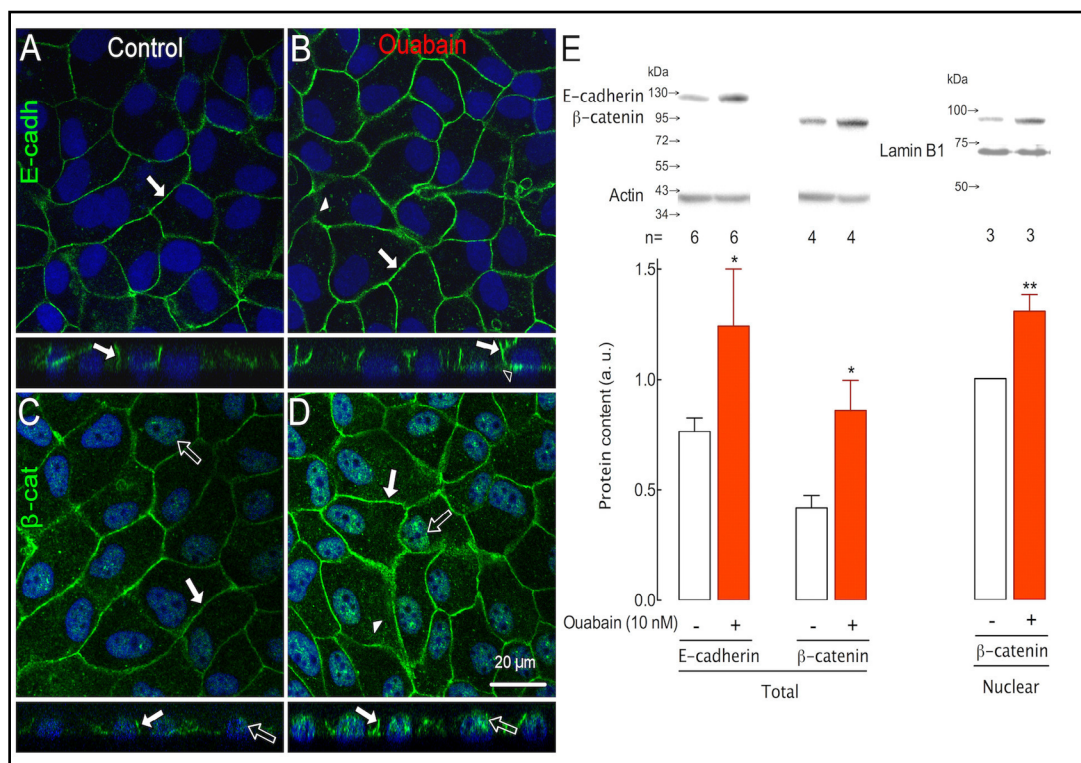 A Control
B Ouabain
E-cadh
C
D
β-cat
20 µm
E
kDa
E-cadherin 130→
β-catenin 95→
72→
55→
Actin 43→
34→
kDa
100→
Lamin B1 75→
50→
n= 6 6 4 4 3 3
Protein content (a. u.)
1.5
1.0
0.5
0.0
* * **
Ouabain (10 nM) - + - + - +
E-cadherin β-catenin β-catenin
Total Nuclear